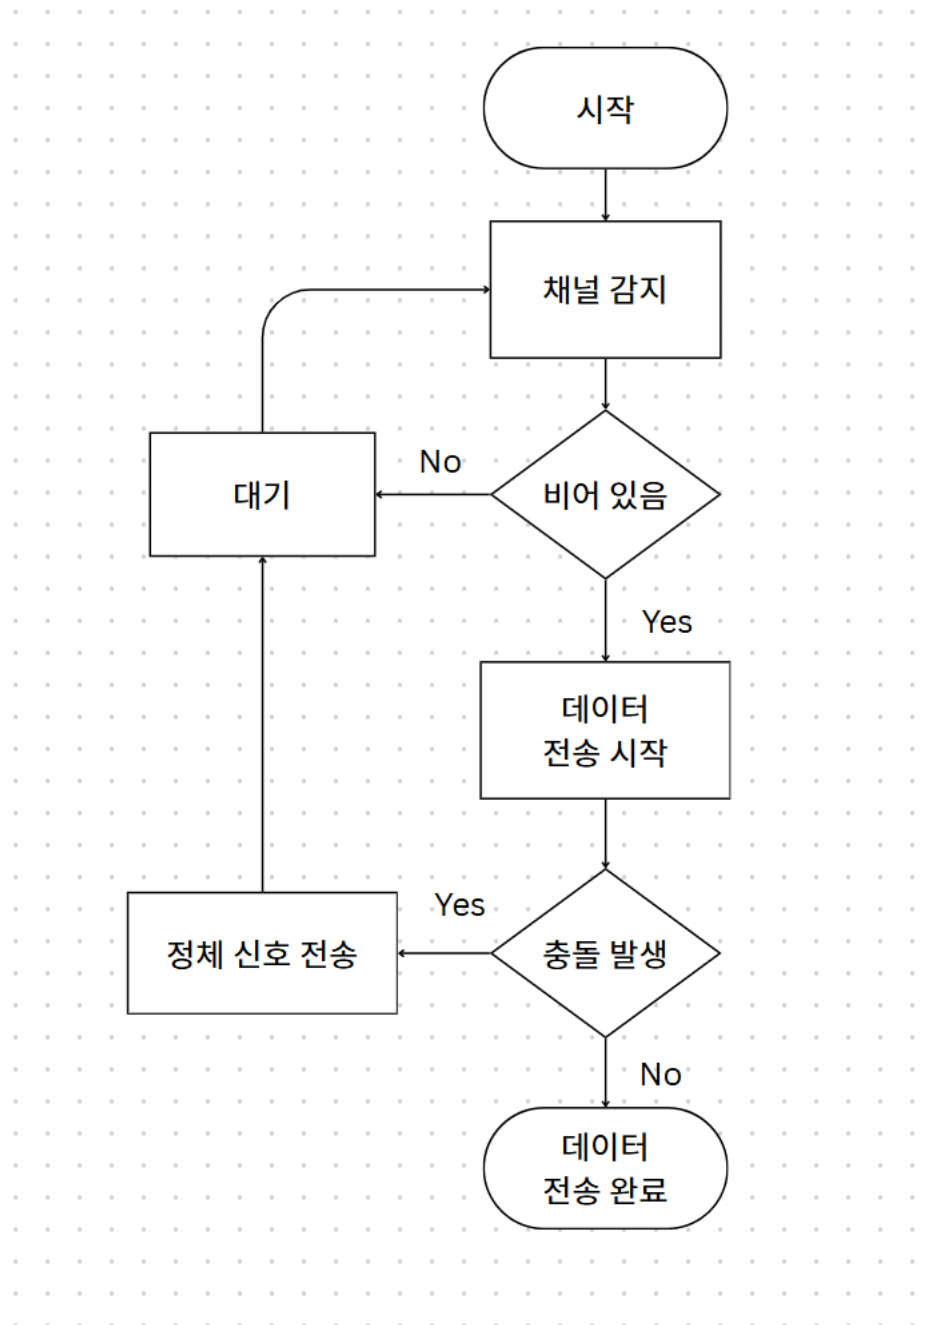 시작
채널 감지
No
대기
비어 있음
Yes
데이터
전송 시작
Yes
정체 신호 전송
충돌 발생
No
데이터
전송 완료